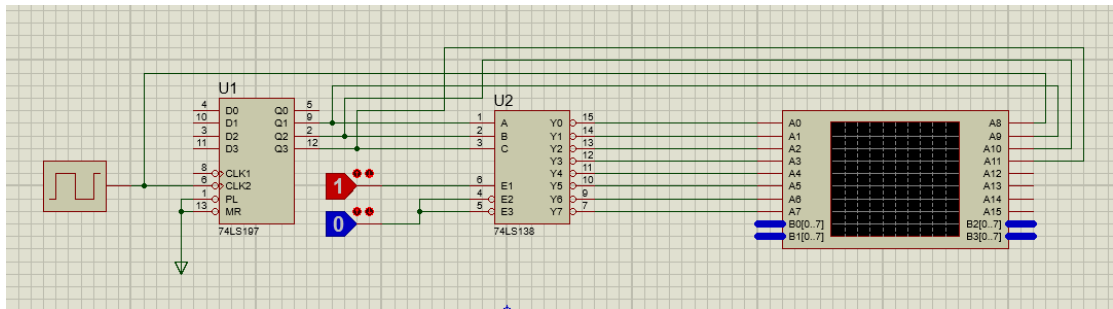 U1
4 D0 Q0 5
10 D1 Q1 9
3 D2 Q2 2
11 D3 Q3 12
8 CLK1
6 CLK2
1 PL
13 MR
74LS197
1
0
U2
1 A Y0 15
2 B Y1 14
3 C Y2 13
Y3 12
Y4 11
6 E1 Y5 10
4 E2 Y6 9
5 E3 Y7 7
74LS138
A0 A8
A1 A9
A2 A10
A3 A11
A4 A12
A5 A13
A6 A14
A7 A15
B0[0..7] B2[0..7]
B1[0..7] B3[0..7]